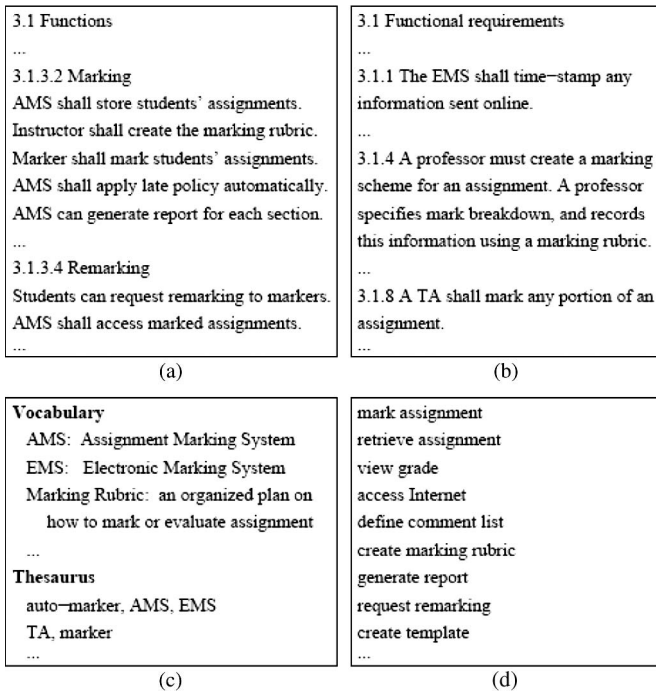 3.1 Functions
...
3.1.3.2 Marking
AMS shall store students' assignments.
Instructor shall create the marking rubric.
Marker shall mark students' assignments.
AMS shall apply late policy automatically.
AMS can generate report for each section.
...
3.1.3.4 Remarking
Students can request remarking to markers.
AMS shall access marked assignments.
...
(a)
3.1 Functional requirements
...
3.1.1 The EMS shall time−stamp any
information sent online.
...
3.1.4 A professor must create a marking
scheme for an assignment. A professor
specifies mark breakdown, and records
this information using a marking rubric.
...
3.1.8 A TA shall mark any portion of an
assignment.
...
(b)
Vocabulary
AMS: Assignment Marking System
EMS: Electronic Marking System
Marking Rubric: an organized plan on
how to mark or evaluate assignment
...
Thesaurus
auto−marker, AMS, EMS
TA, marker
...
(c)
mark assignment
retrieve assignment
view grade
access Internet
define comment list
create marking rubric
generate report
request remarking
create template
...
(d)